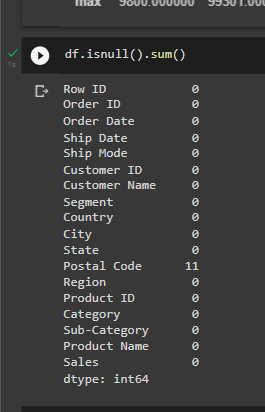 max 9800.000000 99301.00
df.isnull().sum()
1s
Row ID 0
Order ID 0
Order Date 0
Ship Date 0
Ship Mode 0
Customer ID 0
Customer Name 0
Segment 0
Country 0
City 0
State 0
Postal Code 11
Region 0
Product ID 0
Category 0
Sub-Category 0
Product Name 0
Sales 0
dtype: int64